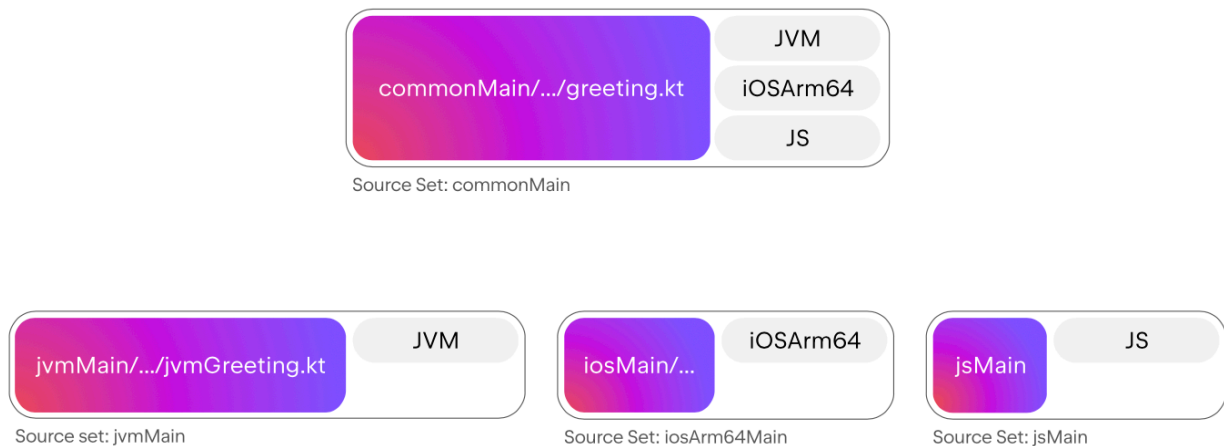 commonMain/.../greeting.kt
JVM
iOSArm64
JS
Source Set: commonMain
jvmMain/.../jvmGreeting.kt
JVM
Source set: jvmMain
iosMain/...
iOSArm64
Source Set: iosArm64Main
jsMain
JS
Source Set: jsMain